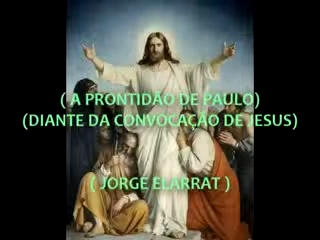 ( A PRONTIDÃO DE PAULO)
(DIANTE DA CONVOCAÇÃO DE JESUS)
( JORGE ELARRAT )